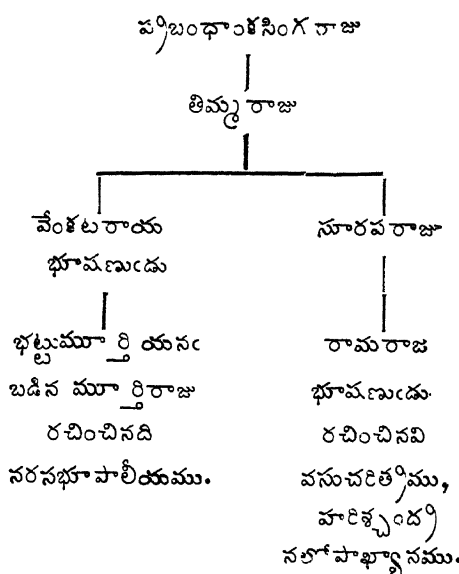 ప్రబంధాంకసింగరాజు
తిమ్మరాజు
వేంకటరాయ
భూషణుఁడు
భట్టుమూర్తి యనఁ
బడిన మూర్తిరాజు
రచించినది
నరసభూపాలీయము.
సూరపరాజు
రామరాజ
భూషణుఁడు.
రచించినవి
వసుచరిత్రము,
హరిశ్చంద్ర
నలోపాఖ్యానము.